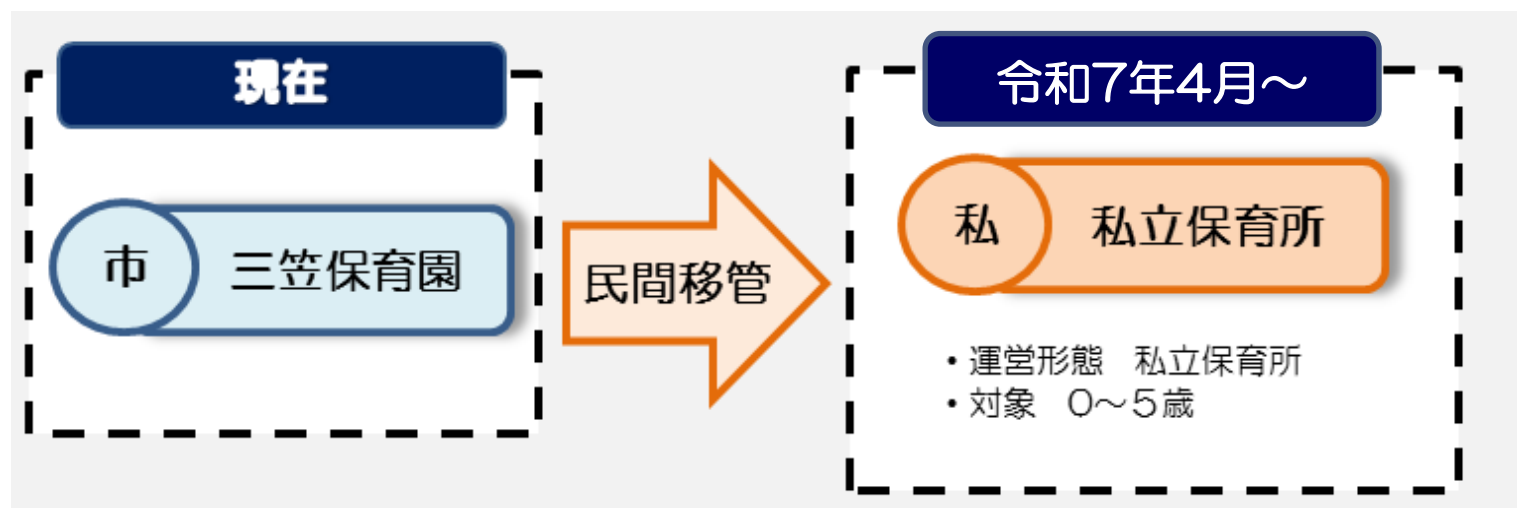 現在
市 三笠保育園
民間移管
令和7年4月～
私 私立保育所
・運営形態　私立保育所
・対象　０～５歳